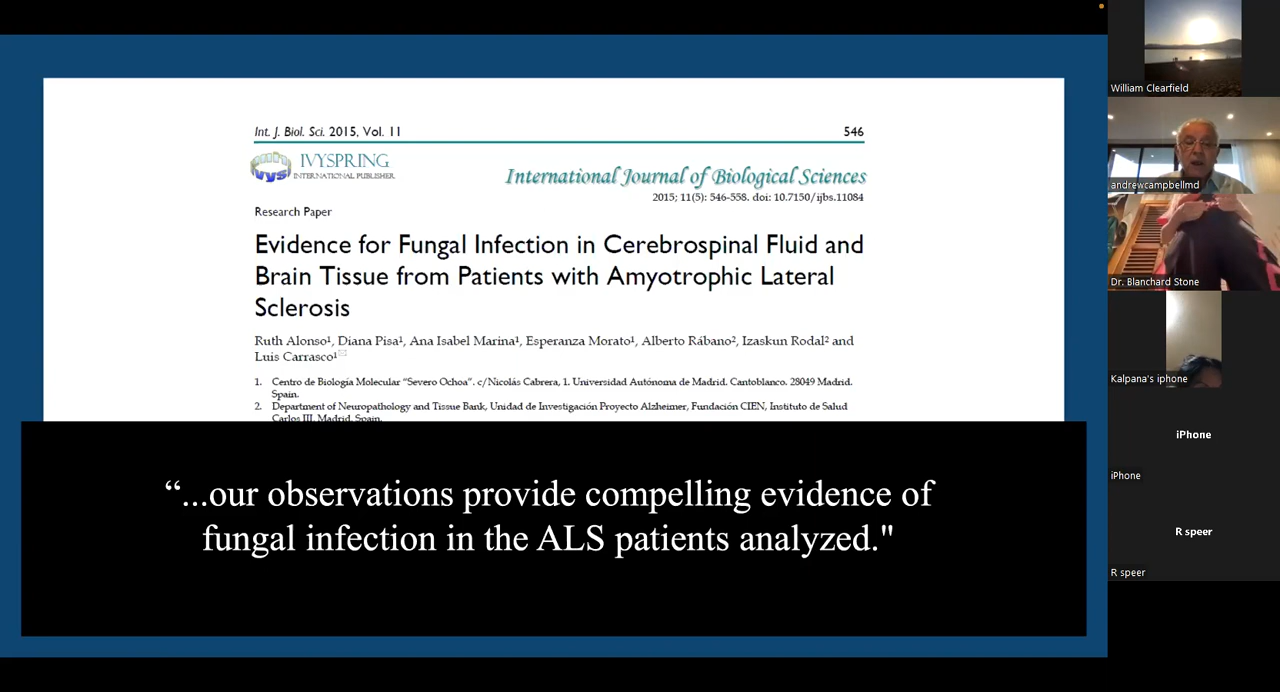 Int. J. Biol. Sci. 2015, Vol. 11
546
IVYSPRING
INTERNATIONAL PUBLISHER
International Journal of Biological Sciences
2015; 11(5): 546-558. doi: 10.7150/ijbs.11084
Research Paper
Evidence for Fungal Infection in Cerebrospinal Fluid and
Brain Tissue from Patients with Amyotrophic Lateral
Sclerosis
Ruth Alonso¹, Diana Pisa¹, Ana Isabel Marina¹, Esperanza Morato¹, Alberto Rábano², Izaskun Rodal² and
Luis Carrasco¹
1. Centro de Biología Molecular “Severo Ochoa”. c/Nicolás Cabrera, 1. Universidad Autónoma de Madrid. Cantoblanco. 28049 Madrid.
Spain.
2. Department of Neuropathology and Tissue Bank, Unidad de Investigación Proyecto Alzheimer, Fundación CIEN, Instituto de Salud
Carlos III, Madrid, Spain.
“...our observations provide compelling evidence of
fungal infection in the ALS patients analyzed."
William Clearfield
andrewcampbellmd
Dr. Blanchard Stone
Kalpana's iphone
iPhone
iPhone
R speer
R speer